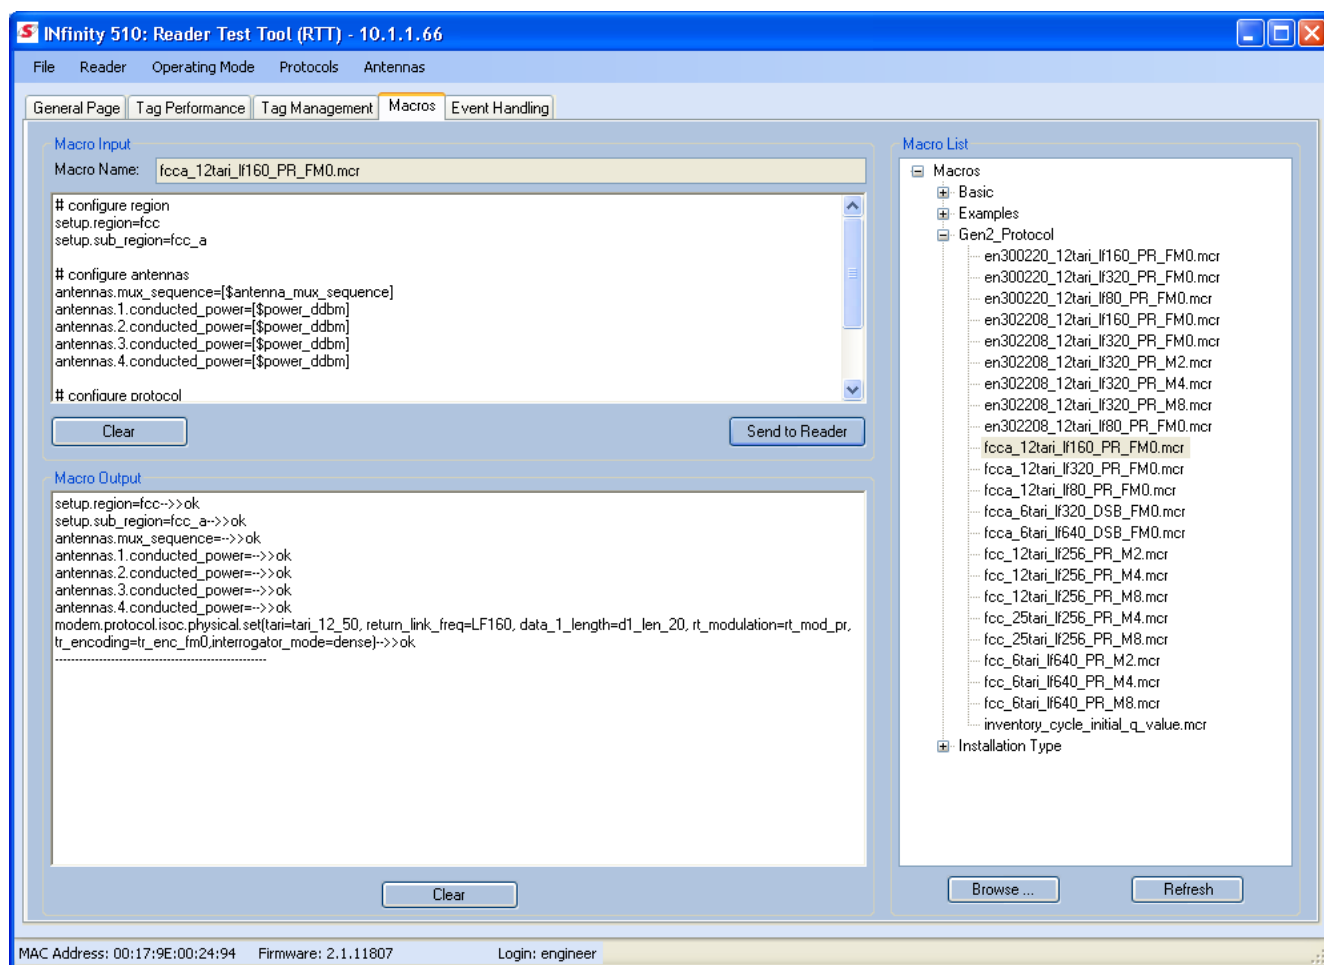 INfinity 510: Reader Test Tool (RTT) - 10.1.1.66
File Reader Operating Mode Protocols Antennas
General Page Tag Performance Tag Management Macros Event Handling
Macro Input
Macro Name: fcca_12tari_lf160_PR_FM0.mcr
# configure region
setup.region=fcc
setup.sub_region=fcc_a
# configure antennas
antennas.mux_sequence=[$antenna_mux_sequence]
antennas.1.conducted_power=[$power_ddbm]
antennas.2.conducted_power=[$power_ddbm]
antennas.3.conducted_power=[$power_ddbm]
antennas.4.conducted_power=[$power_ddbm]
# configure protocol
Clear Send to Reader
Macro Output
setup.region=fcc-->>ok
setup.sub_region=fcc_a-->>ok
antennas.mux_sequence=-->>ok
antennas.1.conducted_power=-->>ok
antennas.2.conducted_power=-->>ok
antennas.3.conducted_power=-->>ok
antennas.4.conducted_power=-->>ok
modem.protocol.isoc.physical.set(tari=tari_12_50, return_link_freq=LF160, data_1_length=d1_len_20, rt_modulation=rt_mod_pr,
tr_encoding=tr_enc_fm0,interrogator_mode=dense)-->>ok
------------------------------------------------------
Clear
Macro List
Macros
Basic
Examples
Gen2_Protocol
en300220_12tari_lf160_PR_FM0.mcr
en300220_12tari_lf320_PR_FM0.mcr
en300220_12tari_lf80_PR_FM0.mcr
en302208_12tari_lf160_PR_FM0.mcr
en302208_12tari_lf320_PR_FM0.mcr
en302208_12tari_lf320_PR_M2.mcr
en302208_12tari_lf320_PR_M4.mcr
en302208_12tari_lf320_PR_M8.mcr
en302208_12tari_lf80_PR_FM0.mcr
fcca_12tari_lf160_PR_FM0.mcr
fcca_12tari_lf320_PR_FM0.mcr
fcca_12tari_lf80_PR_FM0.mcr
fcca_6tari_lf320_DSB_FM0.mcr
fcca_6tari_lf640_DSB_FM0.mcr
fcc_12tari_lf256_PR_M2.mcr
fcc_12tari_lf256_PR_M4.mcr
fcc_12tari_lf256_PR_M8.mcr
fcc_25tari_lf256_PR_M4.mcr
fcc_25tari_lf256_PR_M8.mcr
fcc_6tari_lf640_PR_M2.mcr
fcc_6tari_lf640_PR_M4.mcr
fcc_6tari_lf640_PR_M8.mcr
inventory_cycle_initial_q_value.mcr
Installation Type
Browse ... Refresh
MAC Address: 00:17:9E:00:24:94 Firmware: 2.1.11807 Login: engineer